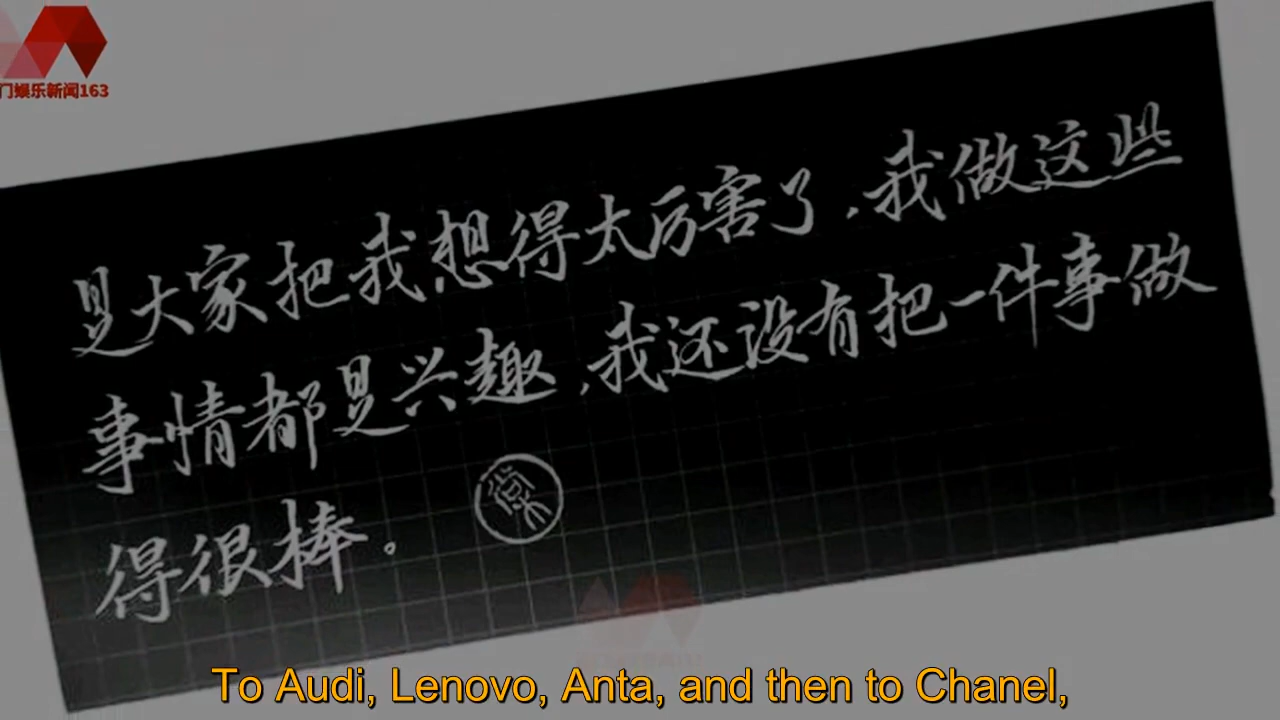 门娱乐新闻163
是大家把我想得太厉害了,我做这些
事情都是兴趣,我还没有把一件事做
得很棒。
To Audi, Lenovo, Anta, and then to Chanel,